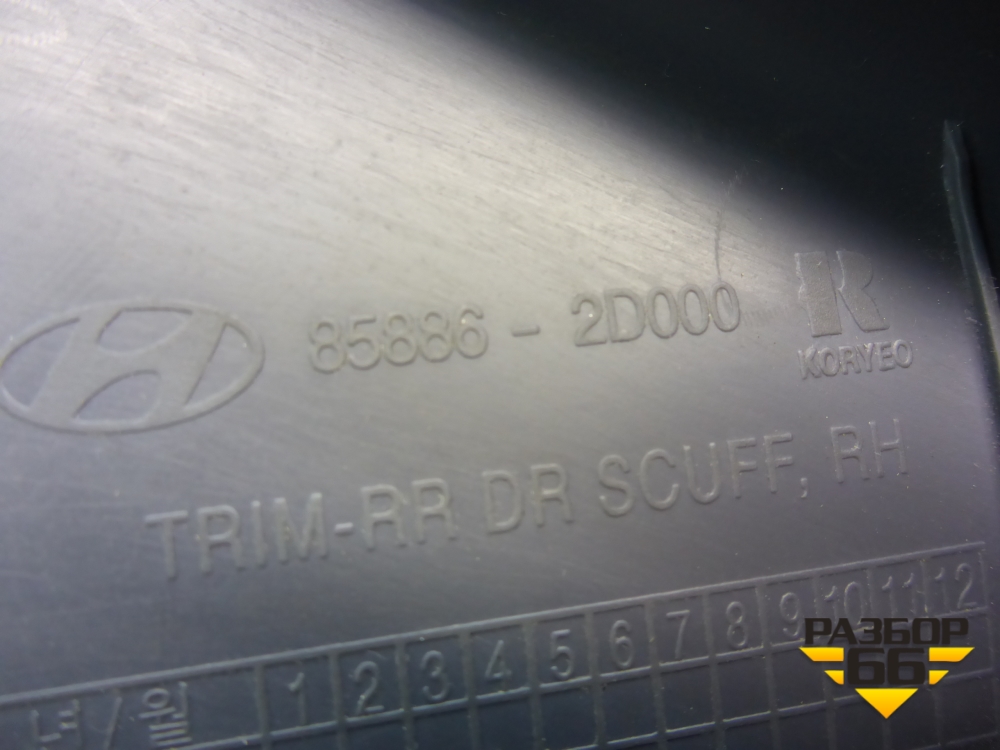 85886 - 2D000
KORYEO
TRIM-RR DR SCUFF, RH
년/월 1 2 3 4 5 6 7 8 9 10 11 12
РАЗБОР
66